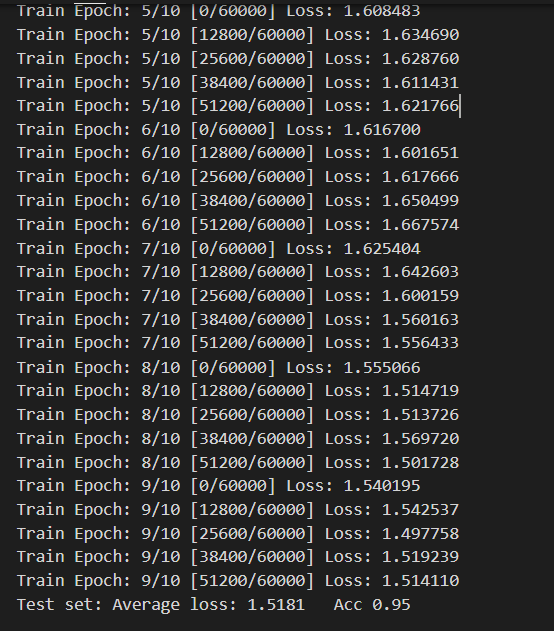 Train Epoch: 5/10 [0/60000] Loss: 1.608483
Train Epoch: 5/10 [12800/60000] Loss: 1.634690
Train Epoch: 5/10 [25600/60000] Loss: 1.628760
Train Epoch: 5/10 [38400/60000] Loss: 1.611431
Train Epoch: 5/10 [51200/60000] Loss: 1.621766
Train Epoch: 6/10 [0/60000] Loss: 1.616700
Train Epoch: 6/10 [12800/60000] Loss: 1.601651
Train Epoch: 6/10 [25600/60000] Loss: 1.617666
Train Epoch: 6/10 [38400/60000] Loss: 1.650499
Train Epoch: 6/10 [51200/60000] Loss: 1.667574
Train Epoch: 7/10 [0/60000] Loss: 1.625404
Train Epoch: 7/10 [12800/60000] Loss: 1.642603
Train Epoch: 7/10 [25600/60000] Loss: 1.600159
Train Epoch: 7/10 [38400/60000] Loss: 1.560163
Train Epoch: 7/10 [51200/60000] Loss: 1.556433
Train Epoch: 8/10 [0/60000] Loss: 1.555066
Train Epoch: 8/10 [12800/60000] Loss: 1.514719
Train Epoch: 8/10 [25600/60000] Loss: 1.513726
Train Epoch: 8/10 [38400/60000] Loss: 1.569720
Train Epoch: 8/10 [51200/60000] Loss: 1.501728
Train Epoch: 9/10 [0/60000] Loss: 1.540195
Train Epoch: 9/10 [12800/60000] Loss: 1.542537
Train Epoch: 9/10 [25600/60000] Loss: 1.497758
Train Epoch: 9/10 [38400/60000] Loss: 1.519239
Train Epoch: 9/10 [51200/60000] Loss: 1.514110
Test set: Average loss: 1.5181   Acc 0.95